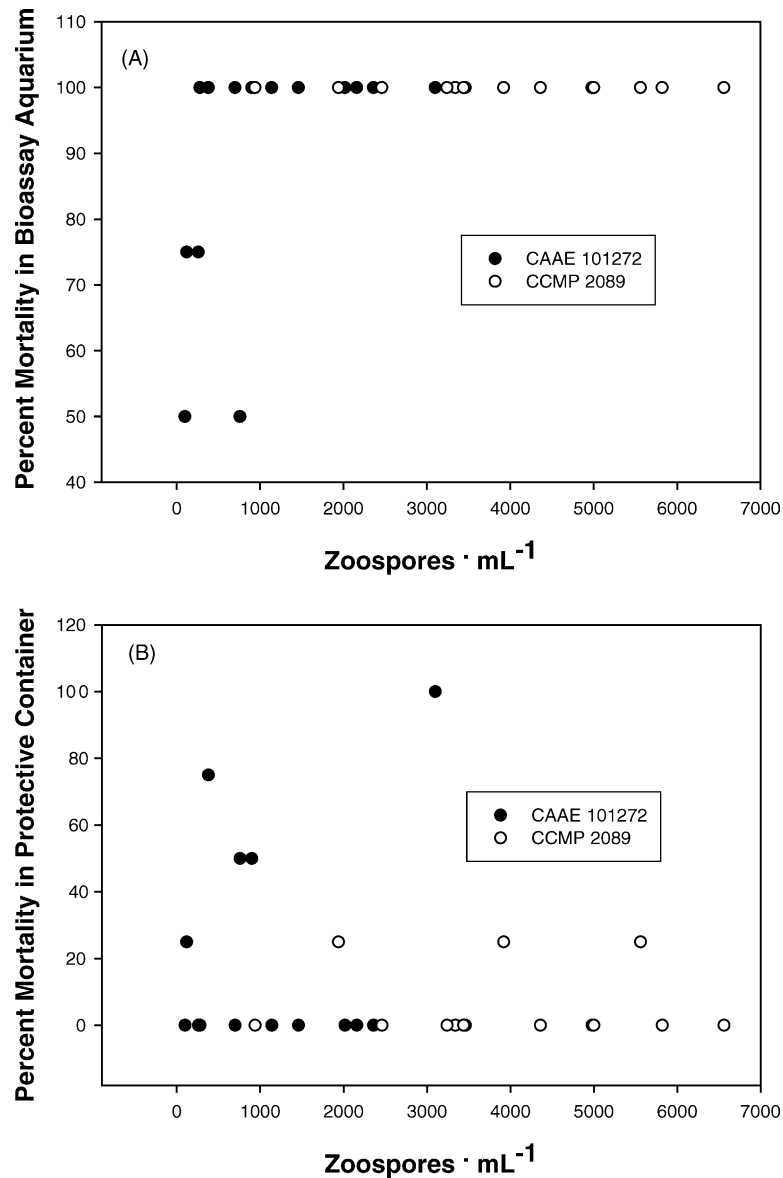 (A)
Percent Mortality in Bioassay Aquarium
110
100
90
80
70
60
50
40
CAAE 101272
CCMP 2089
0 1000 2000 3000 4000 5000 6000 7000
Zoospores · mL-1
(B)
Percent Mortality in Protective Container
120
100
80
60
40
20
0
CAAE 101272
CCMP 2089
0 1000 2000 3000 4000 5000 6000 7000
Zoospores · mL-1